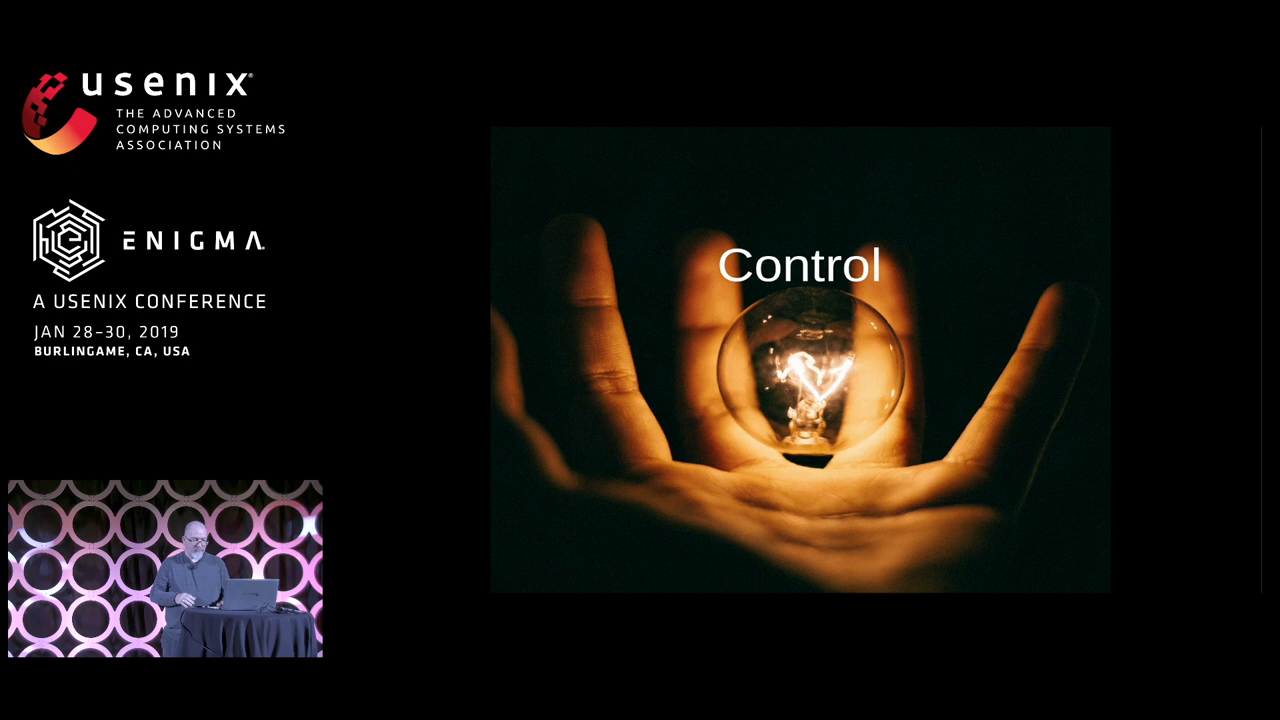 usenix®
THE ADVANCED
COMPUTING SYSTEMS
ASSOCIATION
ENIGMA
A USENIX CONFERENCE
JAN 28–30, 2019
BURLINGAME, CA, USA
Control